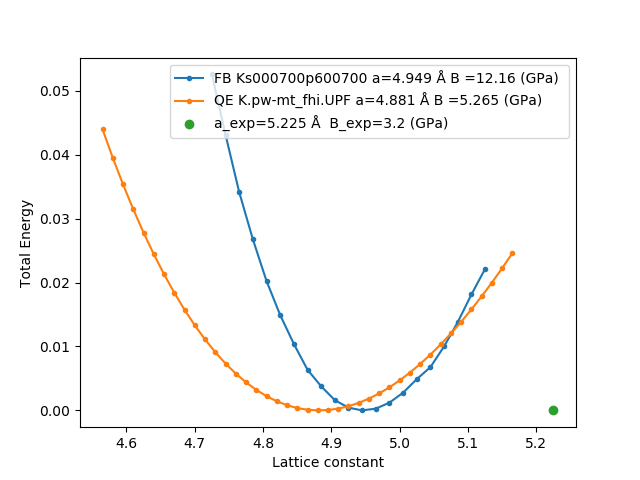 FB Ks000700p600700 a=4.949 Å B =12.16 (GPa)
QE K.pw-mt_fhi.UPF a=4.881 Å B =5.265 (GPa)
a_exp=5.225 Å  B_exp=3.2 (GPa)
Total Energy
0.05
0.04
0.03
0.02
0.01
0.00
4.6 4.7 4.8 4.9 5.0 5.1 5.2
Lattice constant